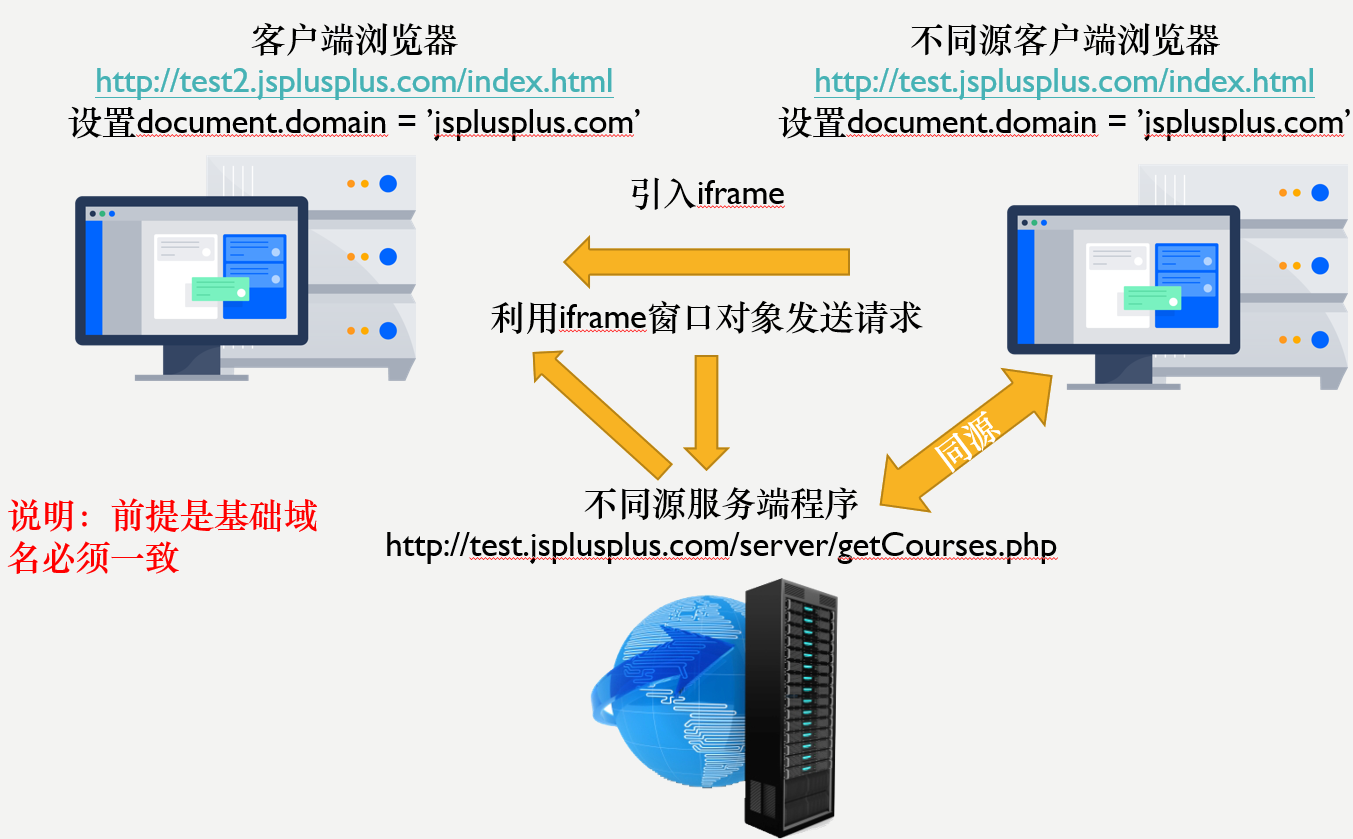 客户端浏览器
http://test2.jsplusplus.com/index.html
设置document.domain = ’jsplusplus.com’
不同源客户端浏览器
http://test.jsplusplus.com/index.html
设置document.domain = ’jsplusplus.com’
引入iframe
利用iframe窗口对象发送请求
同源
不同源服务端程序
http://test.jsplusplus.com/server/getCourses.php
说明：前提是基础域
名必须一致